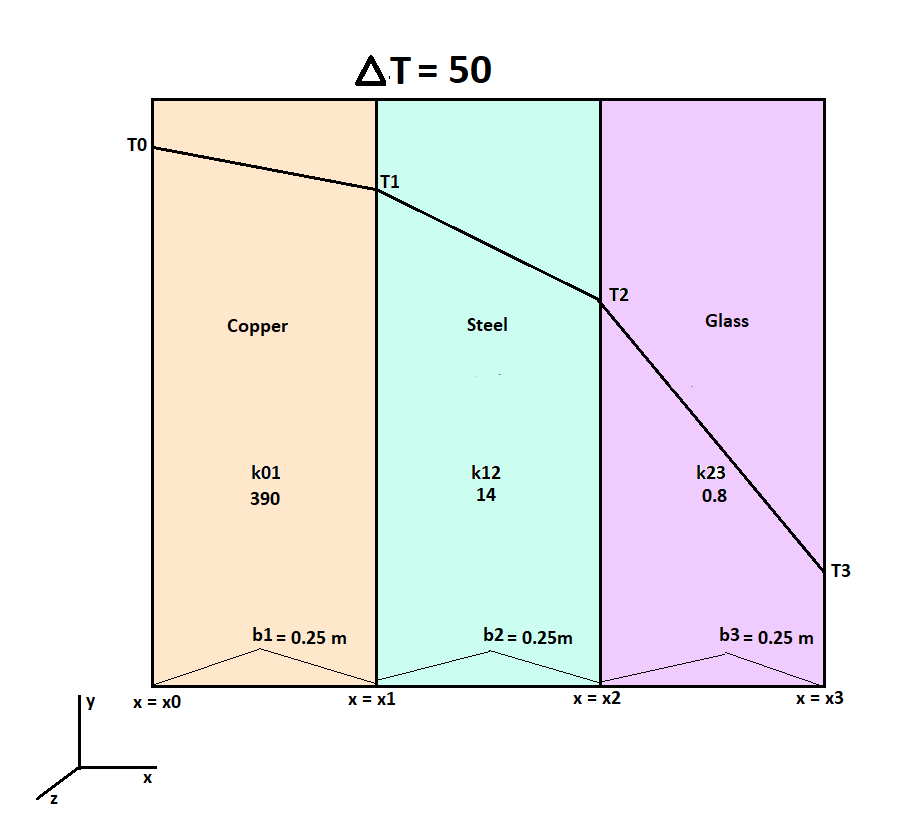 ΔT = 50
T0
T1
T2
Copper
Steel
Glass
k01
390
k12
14
k23
0.8
T3
b1 = 0.25 m
b2 = 0.25m
b3 = 0.25 m
x = x0
x = x1
x = x2
x = x3
y
x
z